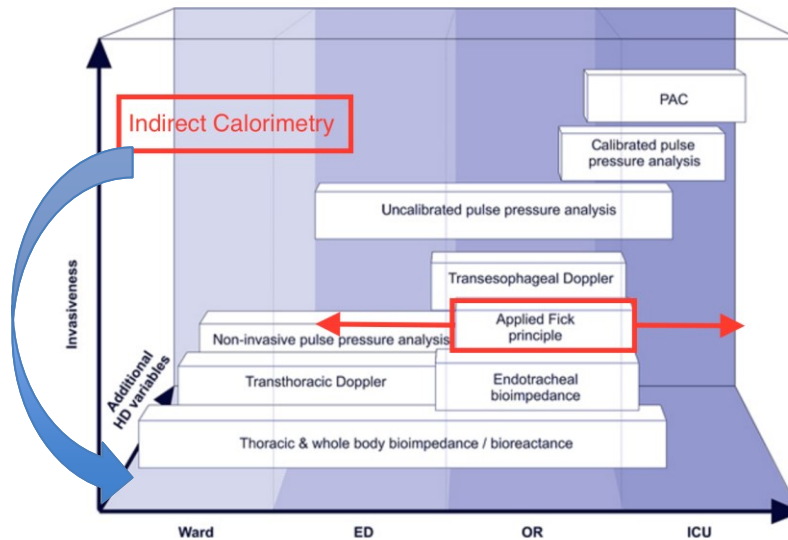 PAC
Indirect Calorimetry
Calibrated pulse
pressure analysis
Uncalibrated pulse pressure analysis
Transesophageal Doppler
Applied Fick
principle
Non-invasive pulse pressure analysis
Transthoracic Doppler
Endotracheal
bioimpedance
Thoracic & whole body bioimpedance / bioreactance
Invasiveness
Additional
HD variables
Ward
ED
OR
ICU